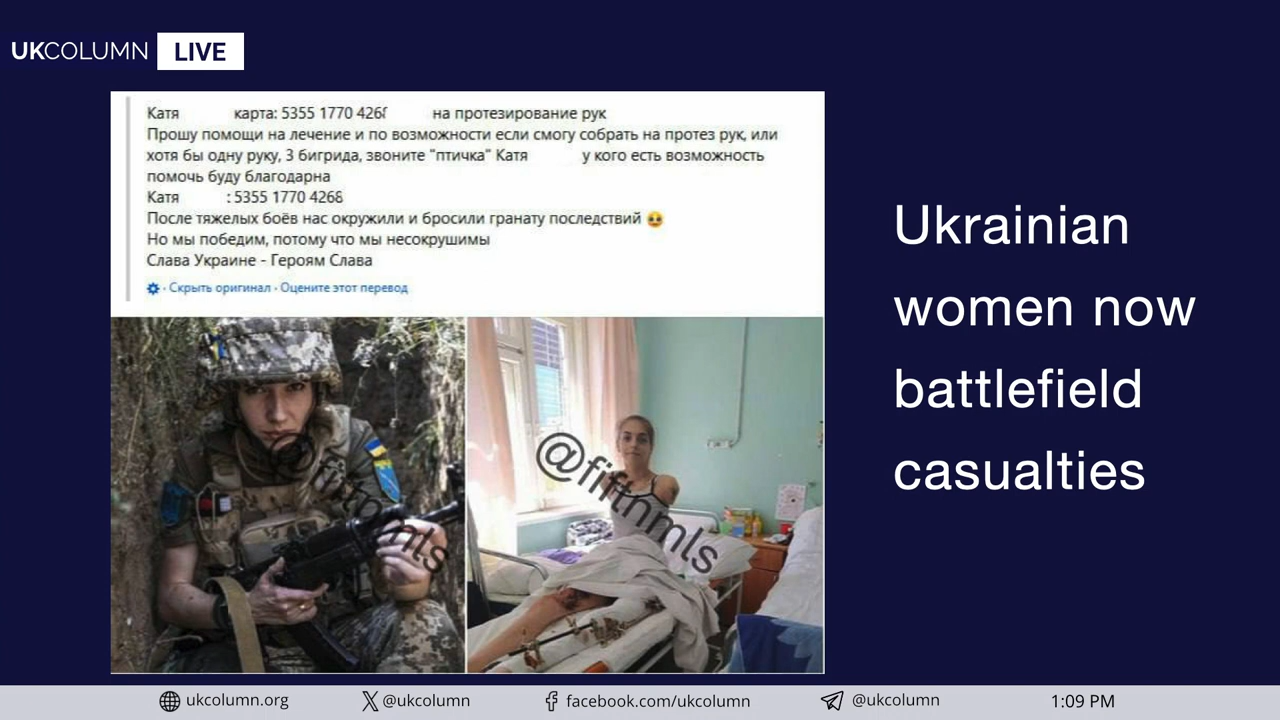 UKCOLUMN LIVE
Катя карта: 5355 1770 4268 на протезирование рук
Прошу помощи на лечение и по возможности если смогу собрать на протез рук, или
хотя бы одну руку, 3 бигрида, звоните "птичка" Катя у кого есть возможность
помочь буду благодарна
Катя : 5355 1770 4268
После тяжелых боёв нас окружили и бросили гранату последствий
Но мы победим, потому что мы несокрушимы
Слава Украине - Героям Слава
· Скрыть оригинал · Оцените этот перевод
@fifthmls
Ukrainian
women now
battlefield
casualties
ukcolumn.org @ukcolumn facebook.com/ukcolumn @ukcolumn 1:09 PM